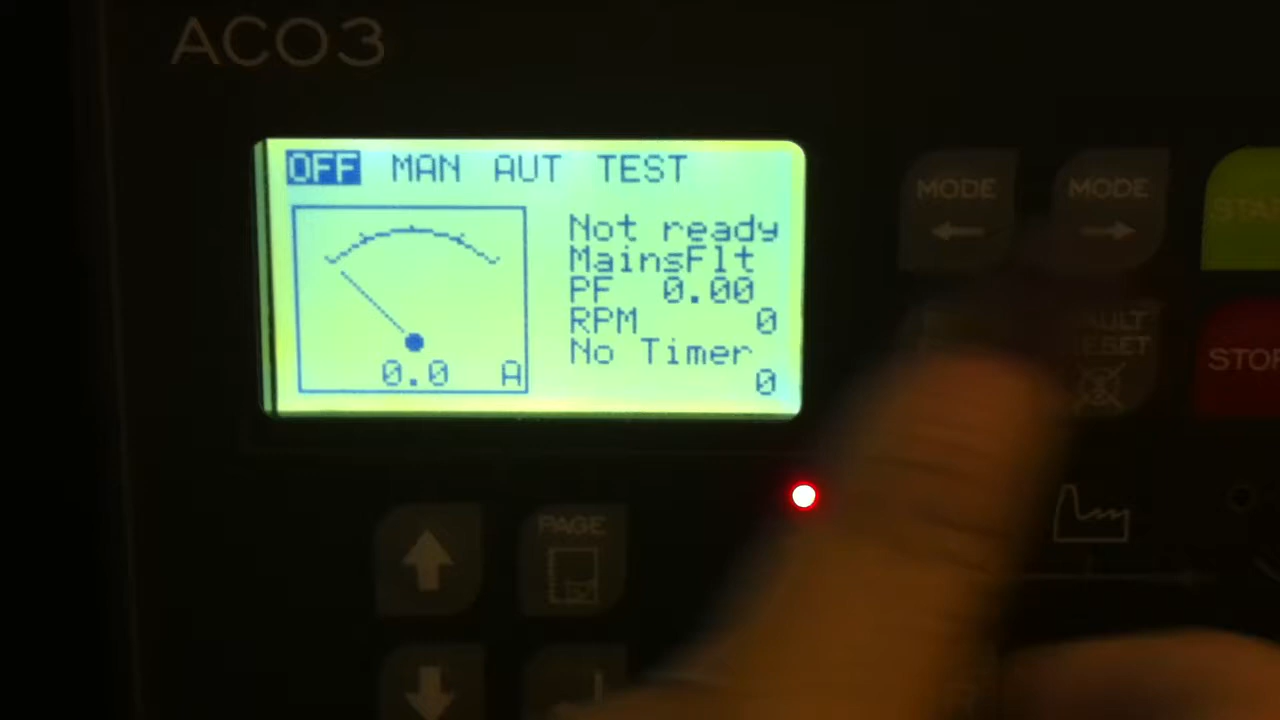 ACO3
OFF MAN AUT TEST
Not ready
MainsFlt
PF 0.00
RPM 0
No Timer
0
0.0 A
MODE
MODE
STOP
PAGE